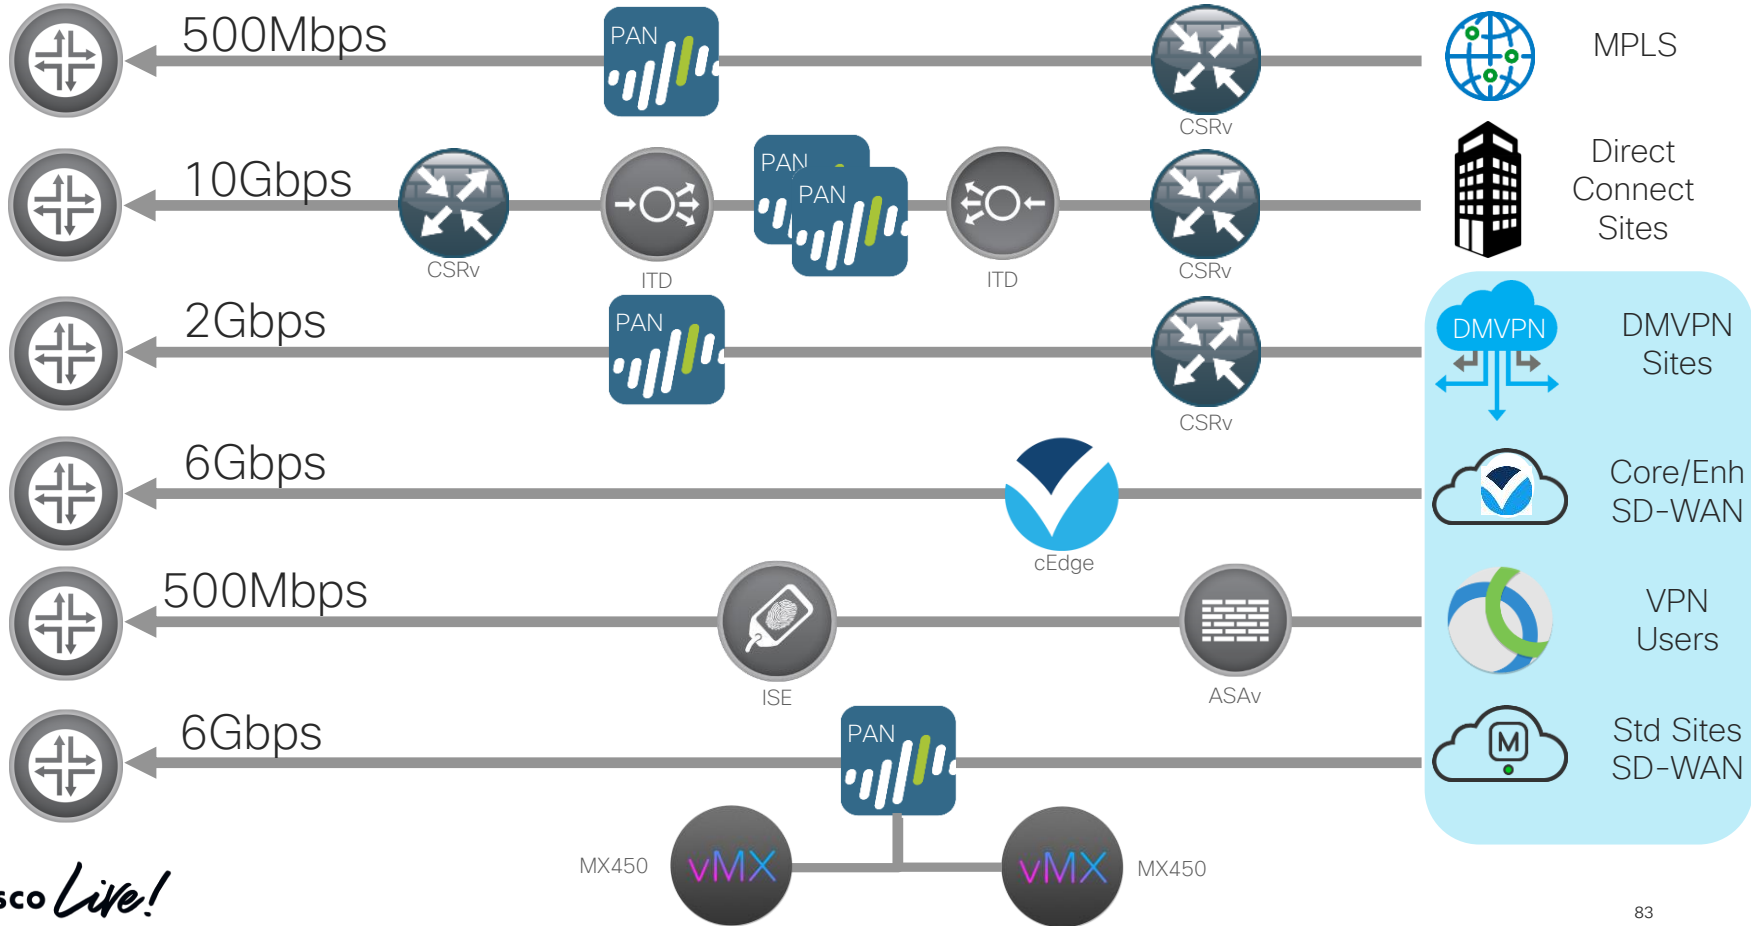 500Mbps
PAN
CSRv
MPLS
10Gbps
CSRv
ITD
PAN
PAN
ITD
CSRv
Direct
Connect
Sites
2Gbps
PAN
CSRv
DMVPN
DMVPN
Sites
6Gbps
cEdge
Core/Enh
SD-WAN
500Mbps
ISE
ASAv
VPN
Users
6Gbps
PAN
M
Std Sites
SD-WAN
MX450
vMX
vMX
MX450
sco Live!
83